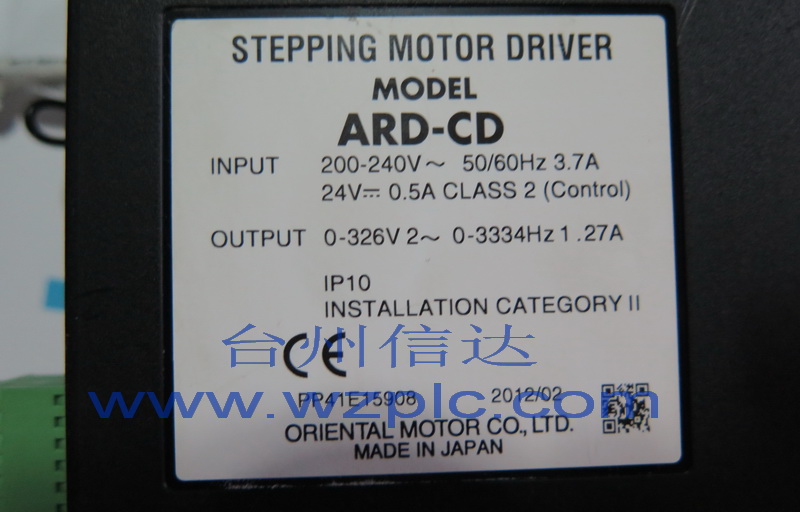 STEPPING MOTOR DRIVER
MODEL
ARD-CD
INPUT 200-240V~ 50/60Hz 3.7A
24V⎓ 0.5A CLASS 2 (Control)
OUTPUT 0-326V 2~ 0-3334Hz 1.27A
IP10
INSTALLATION CATEGORY II
台州信达
CE
PP41E15908 2012/02
www.wzplc.com
ORIENTAL MOTOR CO., LTD.
MADE IN JAPAN